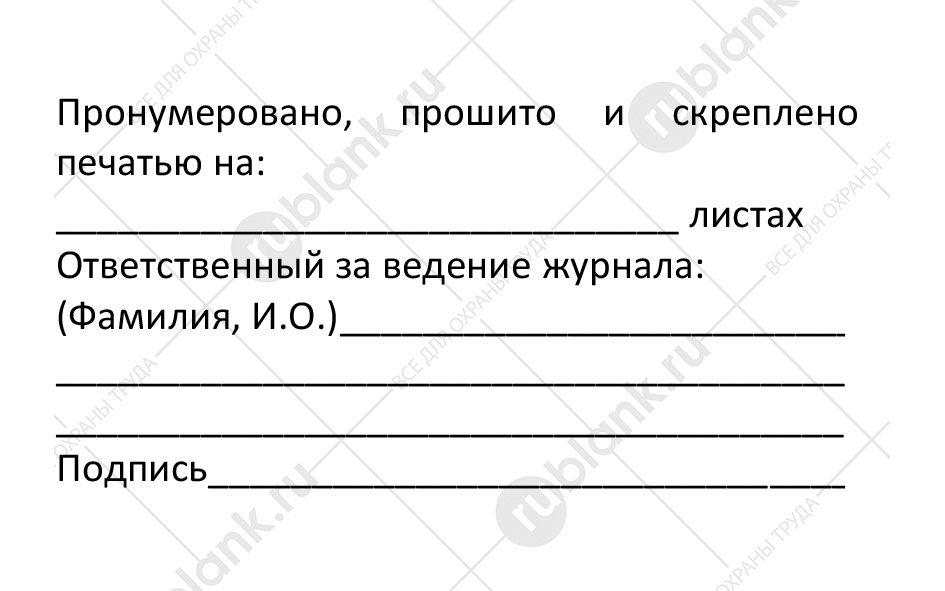 Пронумеровано, прошито и скреплено
печатью на:
______________________________ листах
Ответственный за ведение журнала:
(Фамилия, И.О.)________________________
______________________________________
______________________________________
Подпись_______________________________
rublank.ru
ВСЕ ДЛЯ ОХРАНЫ ТРУДА